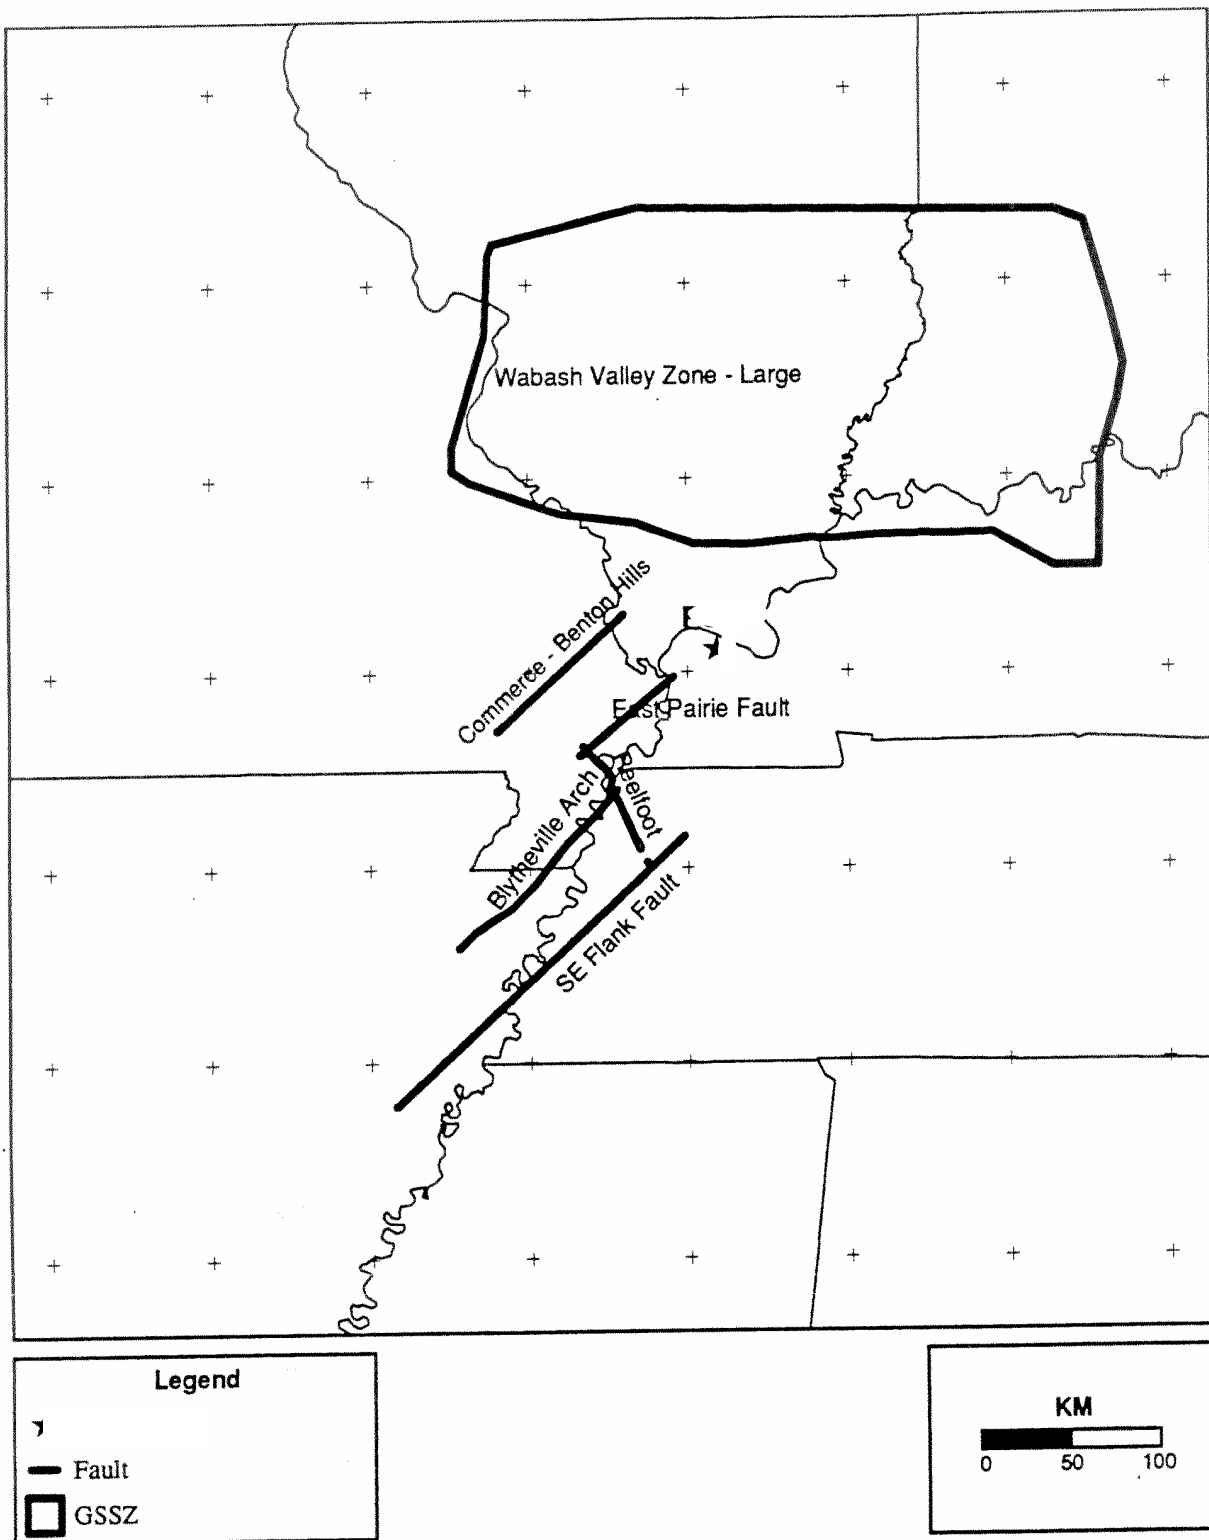 Wabash Valley Zone - Large
Commerce - Benton Hills
East Pairie Fault
Reelfoot
Blytheville Arch
SE Flank Fault
Legend
Fault
GSSZ
KM
0 50 100